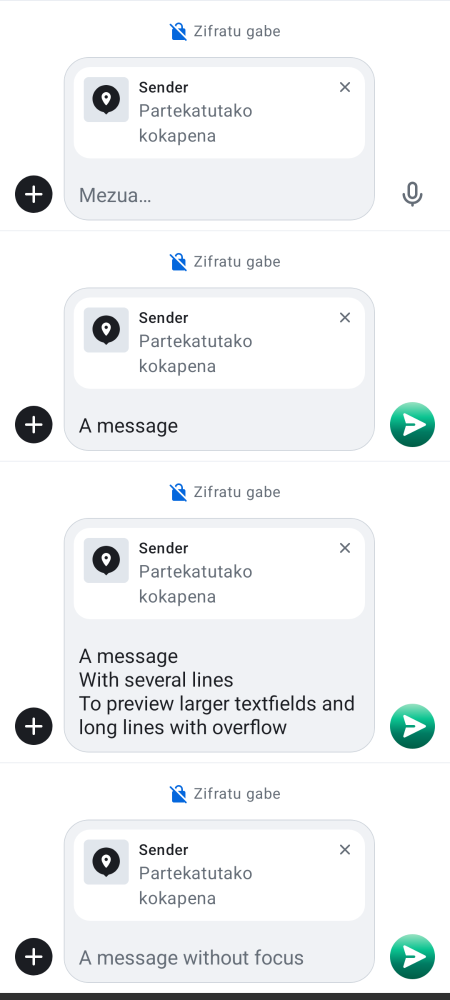 Zifratu gabe
Sender
Partekatutako
kokapena
Mezua...
Zifratu gabe
Sender
Partekatutako
kokapena
A message
Zifratu gabe
Sender
Partekatutako
kokapena
A message
With several lines
To preview larger textfields and
long lines with overflow
Zifratu gabe
Sender
Partekatutako
kokapena
A message without focus